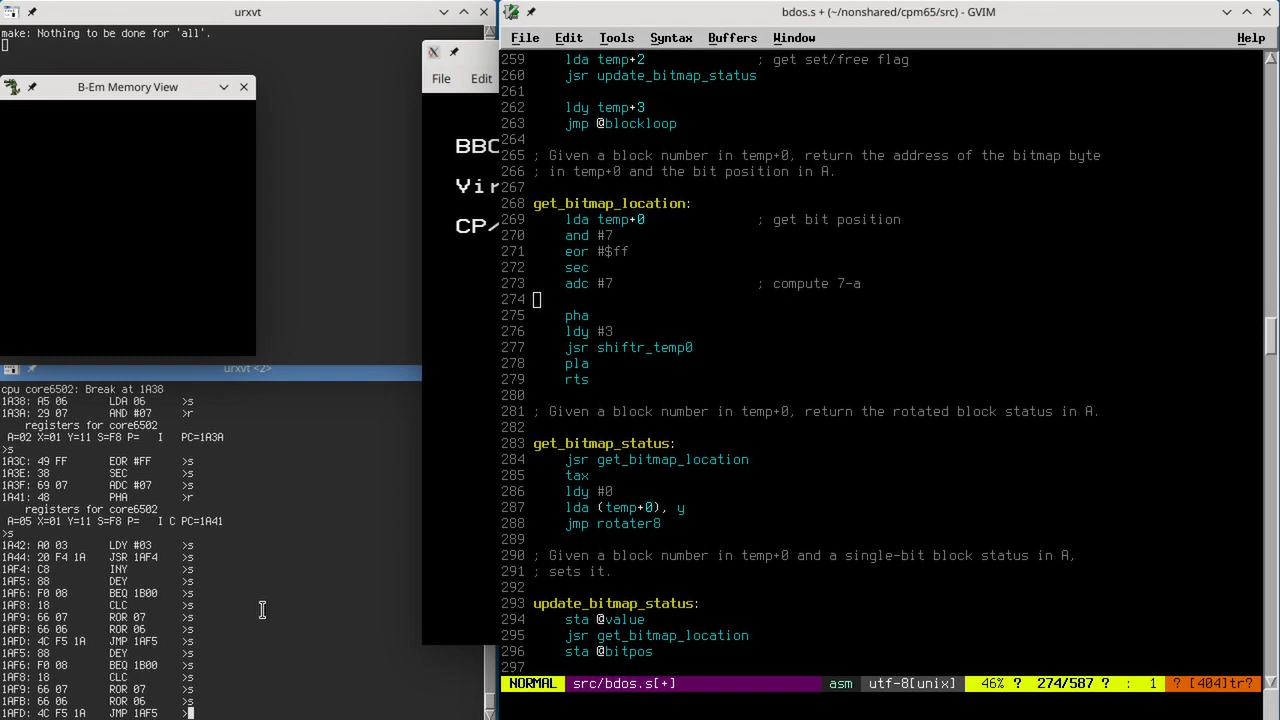 urxvt
make: Nothing to be done for 'all'.
B-Em Memory View
File Edit
BBC
Vir
CP/
urxvt <2>
cpu core6502: Break at 1A38
1A38: A5 06 LDA 06 >s
1A3A: 29 07 AND #07 >r
registers for core6502
A=02 X=01 Y=11 S=F8 P= I PC=1A3A
>s
1A3C: 49 FF EOR #FF >s
1A3E: 38 SEC >s
1A3F: 69 07 ADC #07 >s
1A41: 48 PHA >r
registers for core6502
A=05 X=01 Y=11 S=F8 P= I C PC=1A41
>s
1A42: A0 03 LDY #03 >s
1A44: 20 F4 1A JSR 1AF4 >s
1AF4: C8 INY >s
1AF5: 88 DEY >s
1AF6: F0 08 BEQ 1B00 >s
1AF8: 18 CLC >s
1AF9: 66 07 ROR 07 >s
1AFB: 66 06 ROR 06 >s
1AFD: 4C F5 1A JMP 1AF5 >s
1AF5: 88 DEY >s
1AF6: F0 08 BEQ 1B00 >s
1AF8: 18 CLC >s
1AF9: 66 07 ROR 07 >s
1AFB: 66 06 ROR 06 >s
1AFD: 4C F5 1A JMP 1AF5 >
bdos.s + (~/nonshared/cpm65/src) - GVIM
File Edit Tools Syntax Buffers Window Help
259 lda temp+2 ; get set/free flag
260 jsr update_bitmap_status
261
262 ldy temp+3
263 jmp @blockloop
264
265 ; Given a block number in temp+0, return the address of the bitmap byte
266 ; in temp+0 and the bit position in A.
267
268 get_bitmap_location:
269 lda temp+0 ; get bit position
270 and #7
271 eor #$ff
272 sec
273 adc #7 ; compute 7-a
274
275 pha
276 ldy #3
277 jsr shiftr_temp0
278 pla
279 rts
280
281 ; Given a block number in temp+0, return the rotated block status in A.
282
283 get_bitmap_status:
284 jsr get_bitmap_location
285 tax
286 ldy #0
287 lda (temp+0), y
288 jmp rotater8
289
290 ; Given a block number in temp+0 and a single-bit block status in A,
291 ; sets it.
292
293 update_bitmap_status:
294 sta @value
295 jsr get_bitmap_location
296 sta @bitpos
297
NORMAL src/bdos.s[+] asm utf-8[unix] 46% ? 274/587 ? : 1 ? [404]tr?